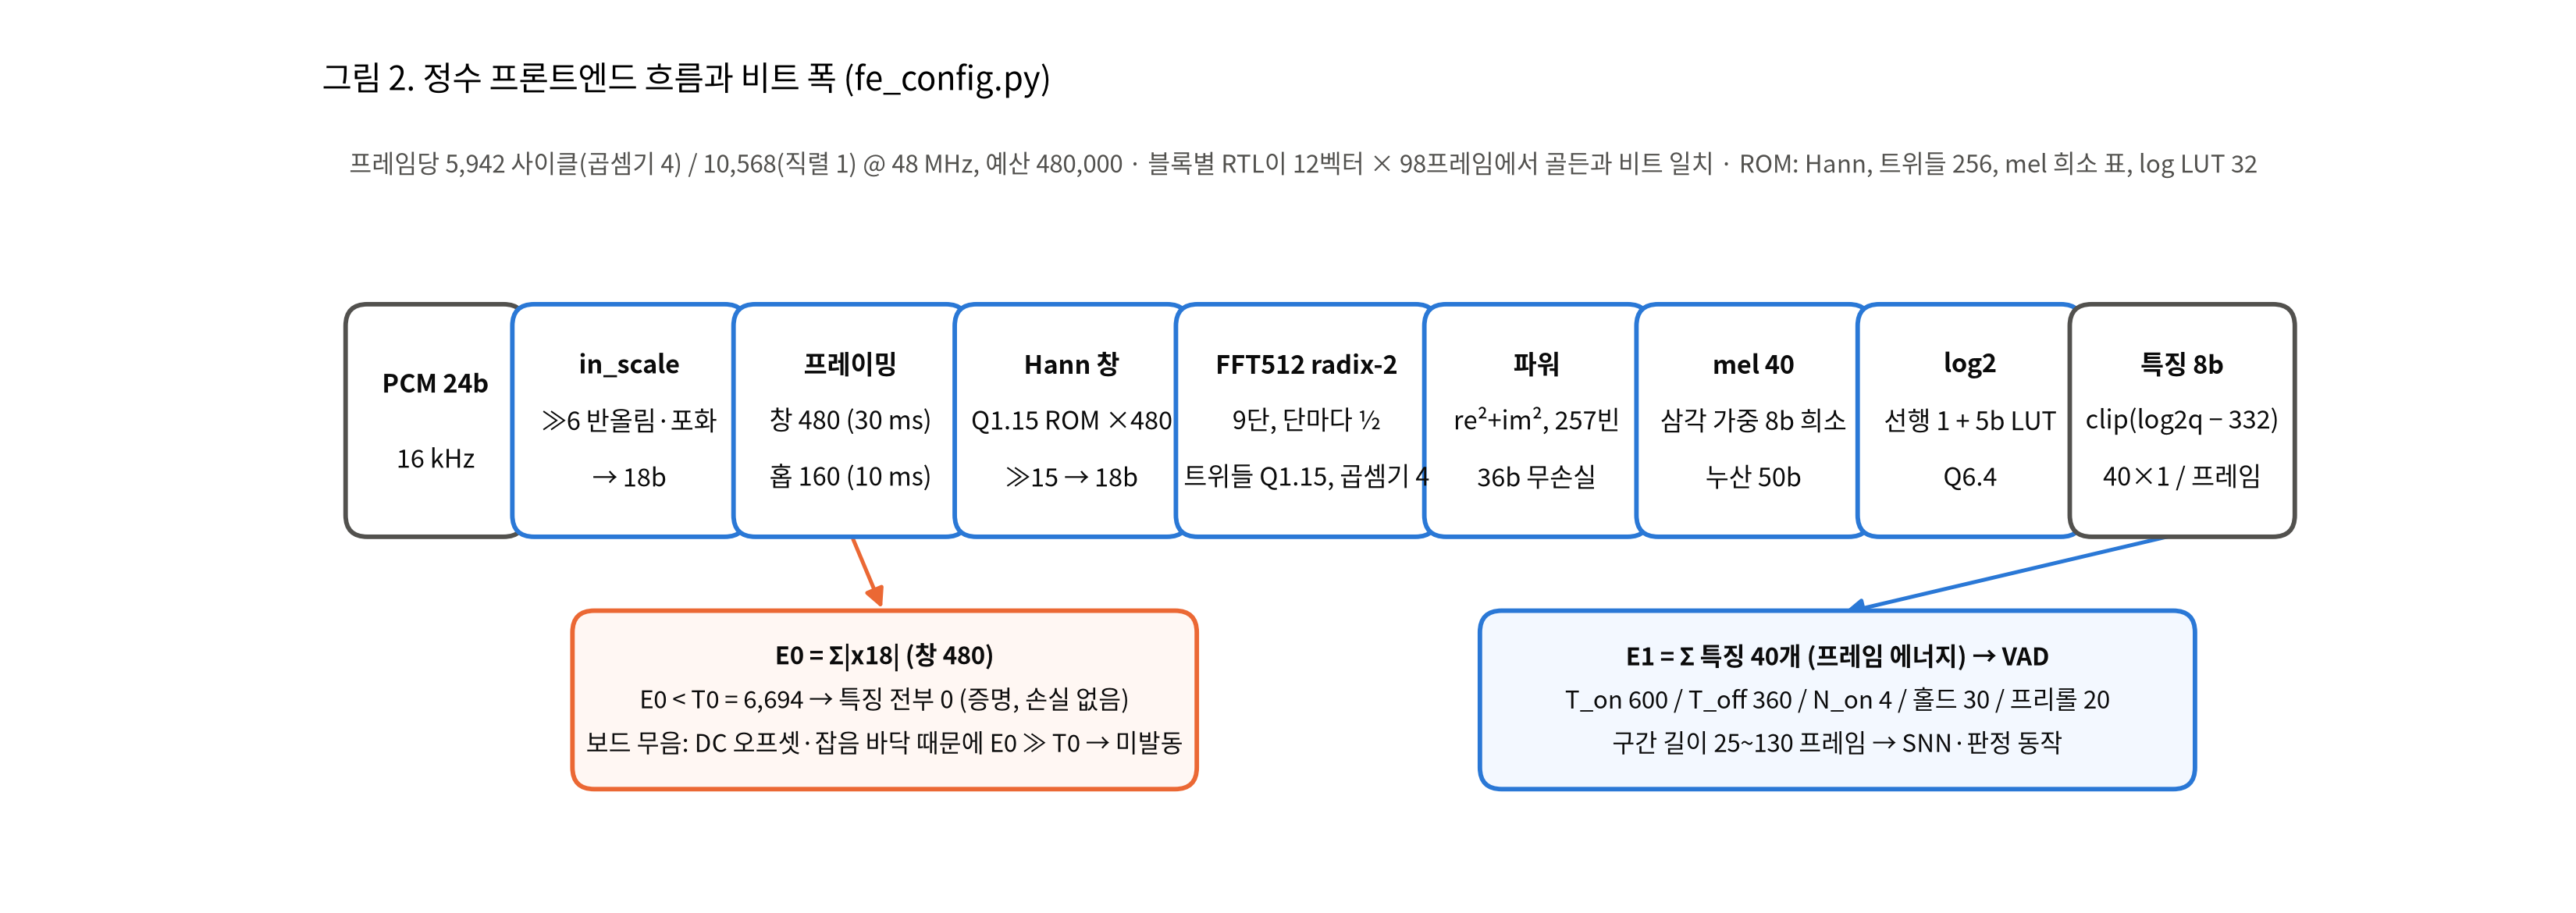 그림 2. 정수 프론트엔드 흐름과 비트 폭 (fe_config.py)
프레임당 5,942 사이클(곱셈기 4) / 10,568(직렬 1) @ 48 MHz, 예산 480,000 · 블록별 RTL이 12벡터 × 98프레임에서 골든과 비트 일치 · ROM: Hann, 트위들 256, mel 희소 표, log LUT 32
PCM 24b
16 kHz
in_scale
≫6 반올림·포화
→ 18b
프레이밍
창 480 (30 ms)
홉 160 (10 ms)
Hann 창
Q1.15 ROM ×480
≫15 → 18b
FFT512 radix-2
9단, 단마다 ½
트위들 Q1.15, 곱셈기 4
파워
re²+im², 257빈
36b 무손실
mel 40
삼각 가중 8b 희소
누산 50b
log2
선행 1 + 5b LUT
Q6.4
특징 8b
clip(log2q − 332)
40×1 / 프레임
E0 = Σ|x18| (창 480)
E0 < T0 = 6,694 → 특징 전부 0 (증명, 손실 없음)
보드 무음: DC 오프셋·잡음 바닥 때문에 E0 ≫ T0 → 미발동
E1 = Σ 특징 40개 (프레임 에너지) → VAD
T_on 600 / T_off 360 / N_on 4 / 홀드 30 / 프리롤 20
구간 길이 25~130 프레임 → SNN·판정 동작